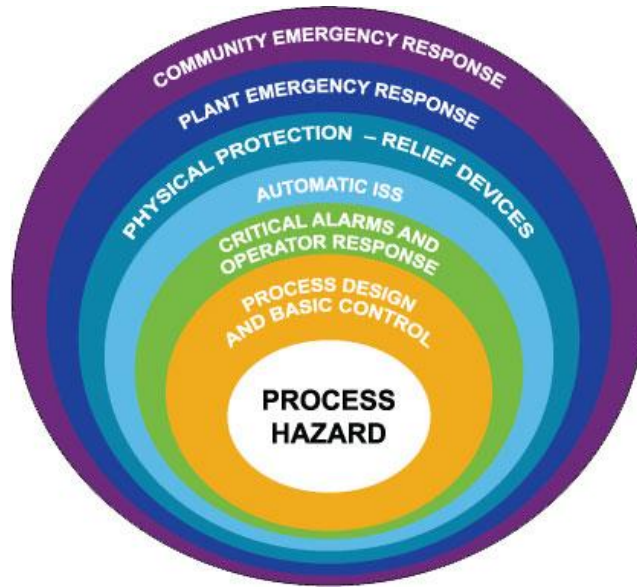 COMMUNITY EMERGENCY RESPONSE
PLANT EMERGENCY RESPONSE
PHYSICAL PROTECTION – RELIEF DEVICES
AUTOMATIC ISS
CRITICAL ALARMS AND
OPERATOR RESPONSE
PROCESS DESIGN
AND BASIC CONTROL
PROCESS
HAZARD